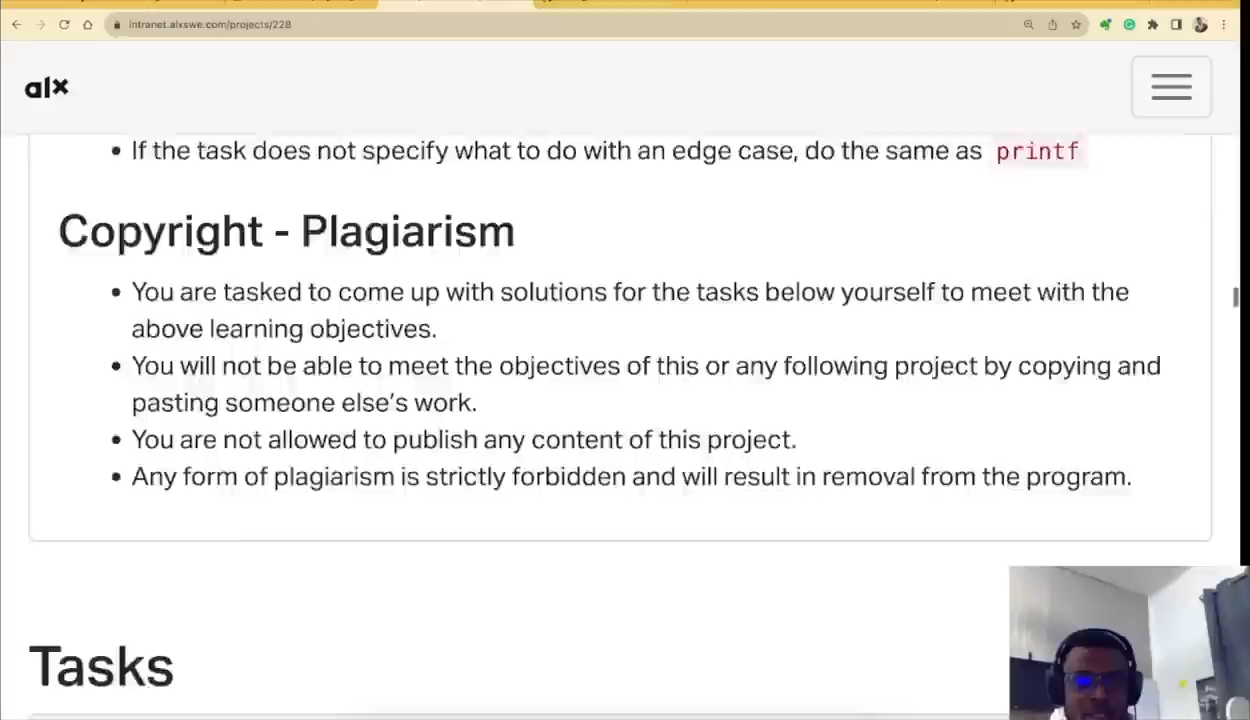 intranet.alxswe.com/projects/228
alx
If the task does not specify what to do with an edge case, do the same as printf
Copyright - Plagiarism
You are tasked to come up with solutions for the tasks below yourself to meet with the
above learning objectives.
You will not be able to meet the objectives of this or any following project by copying and
pasting someone else’s work.
You are not allowed to publish any content of this project.
Any form of plagiarism is strictly forbidden and will result in removal from the program.
Tasks